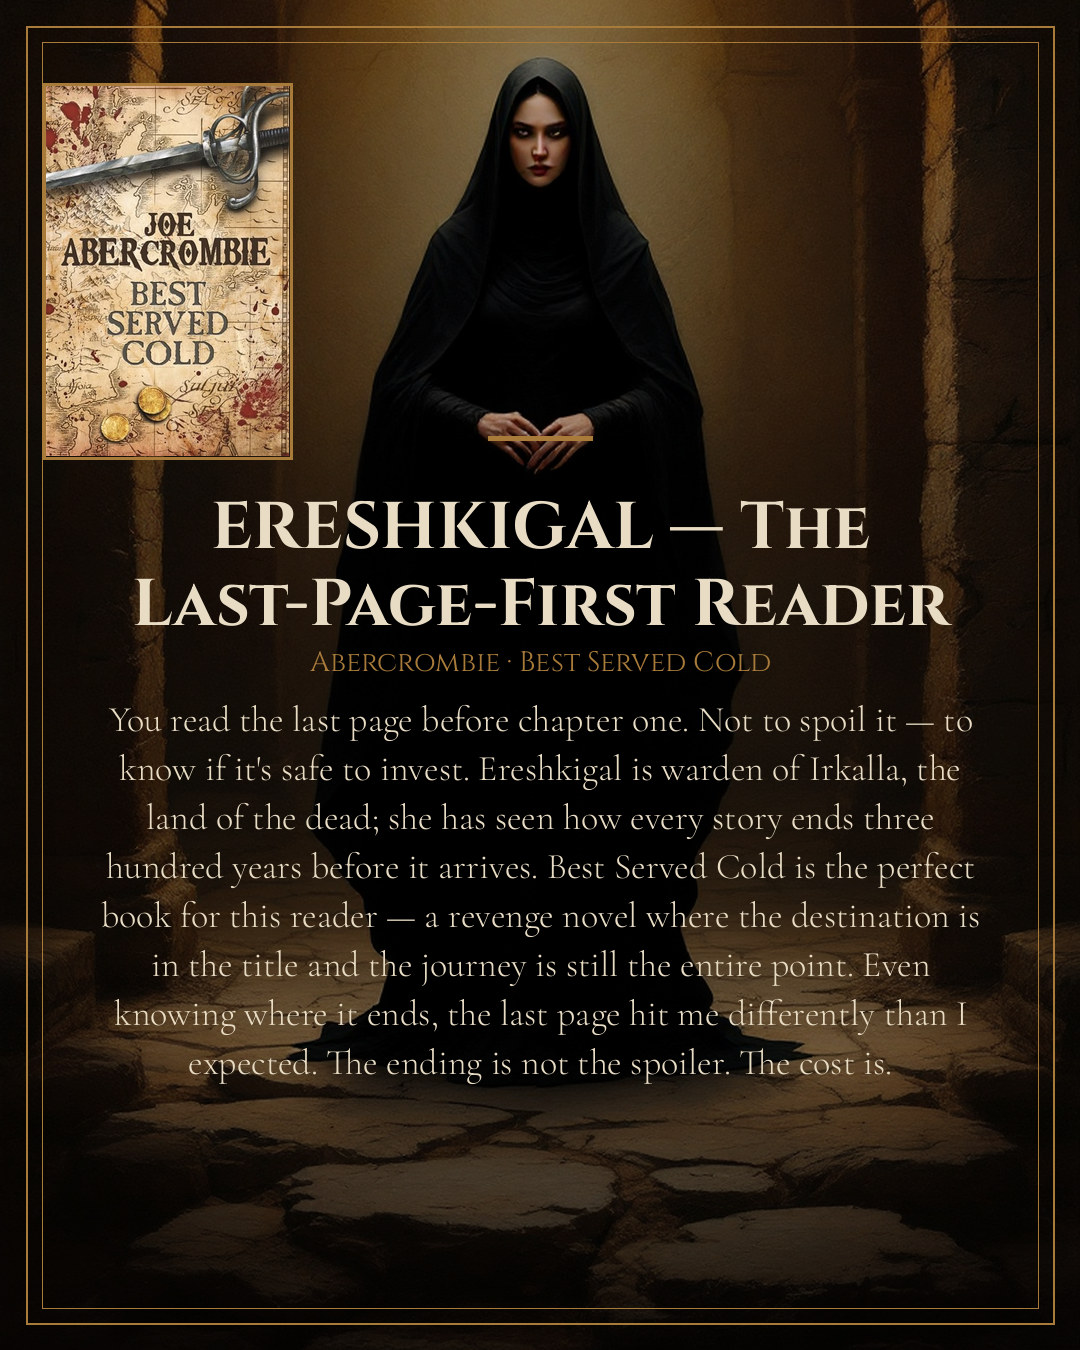 JOE
ABERCROMBIE
BEST
SERVED
COLD
ERESHKIGAL — The
Last-Page-First Reader
Abercrombie · Best Served Cold
You read the last page before chapter one. Not to spoil it — to
know if it's safe to invest. Ereshkigal is warden of Irkalla, the
land of the dead; she has seen how every story ends three
hundred years before it arrives. Best Served Cold is the perfect
book for this reader — a revenge novel where the destination is
in the title and the journey is still the entire point. Even
knowing where it ends, the last page hit me differently than I
expected. The ending is not the spoiler. The cost is.